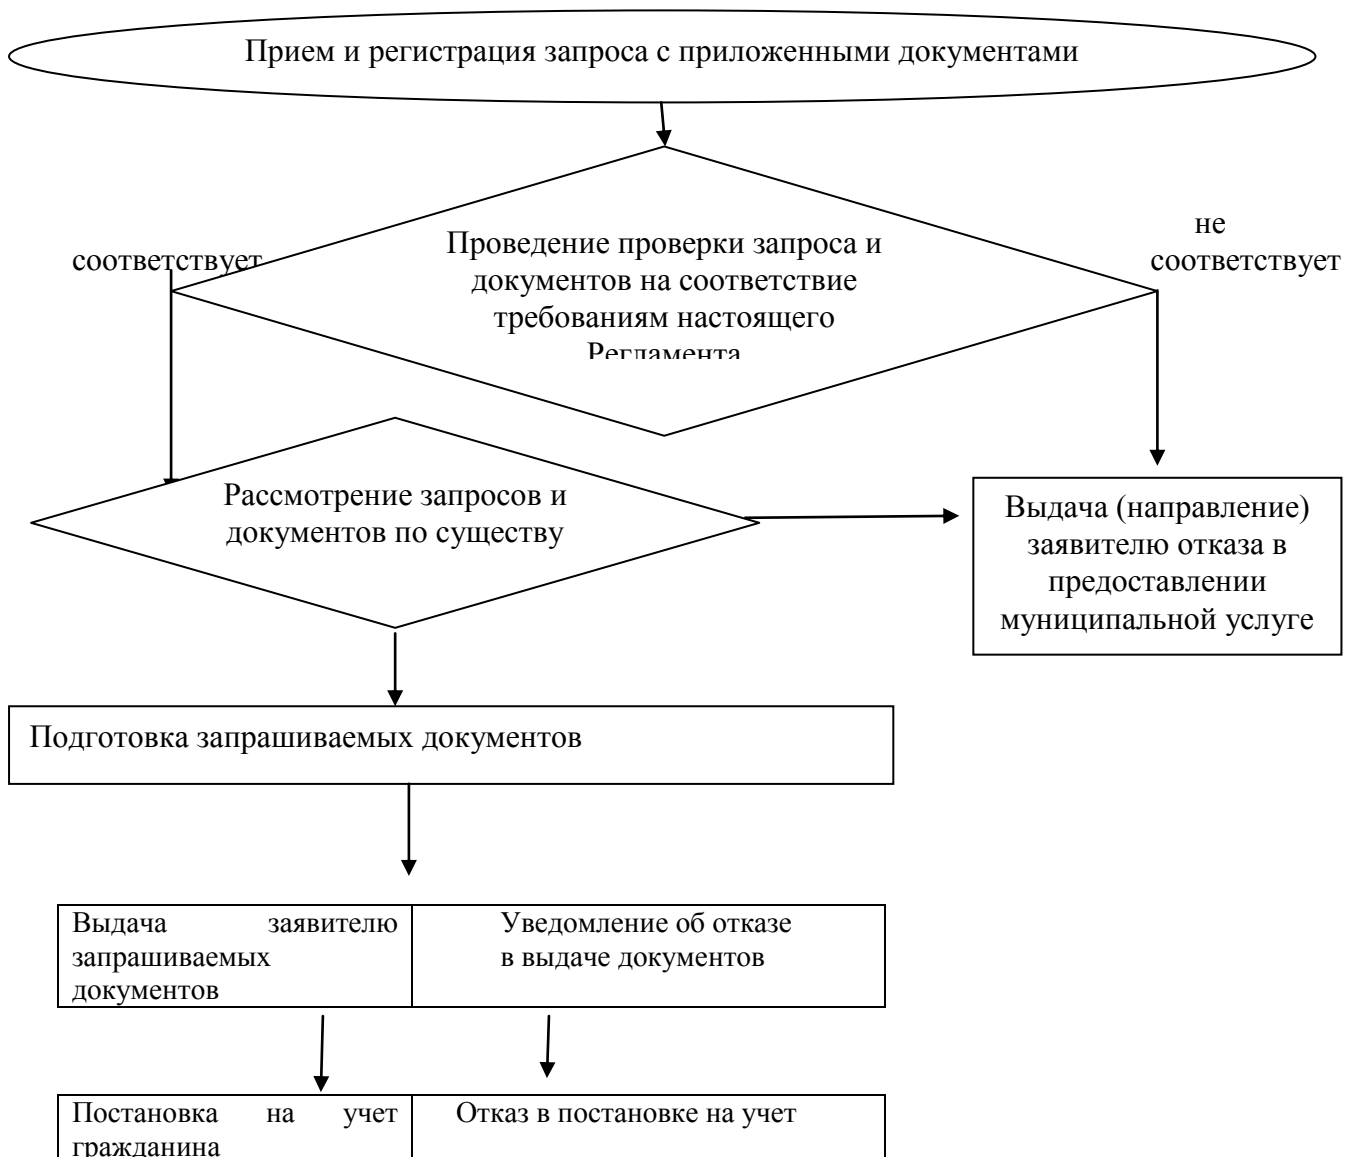 Прием и регистрация запроса с приложенными документами
не
соответствует
соответствует
Проведение проверки запроса и
документов на соответствие
требованиям настоящего
Регламента
Рассмотрение запросов и
документов по существу
Выдача (направление)
заявителю отказа в
предоставлении
муниципальной услуге
Подготовка запрашиваемых документов
Выдача заявителю
запрашиваемых
документов
Уведомление об отказе
в выдаче документов
Постановка на учет
гражданина
Отказ в постановке на учет